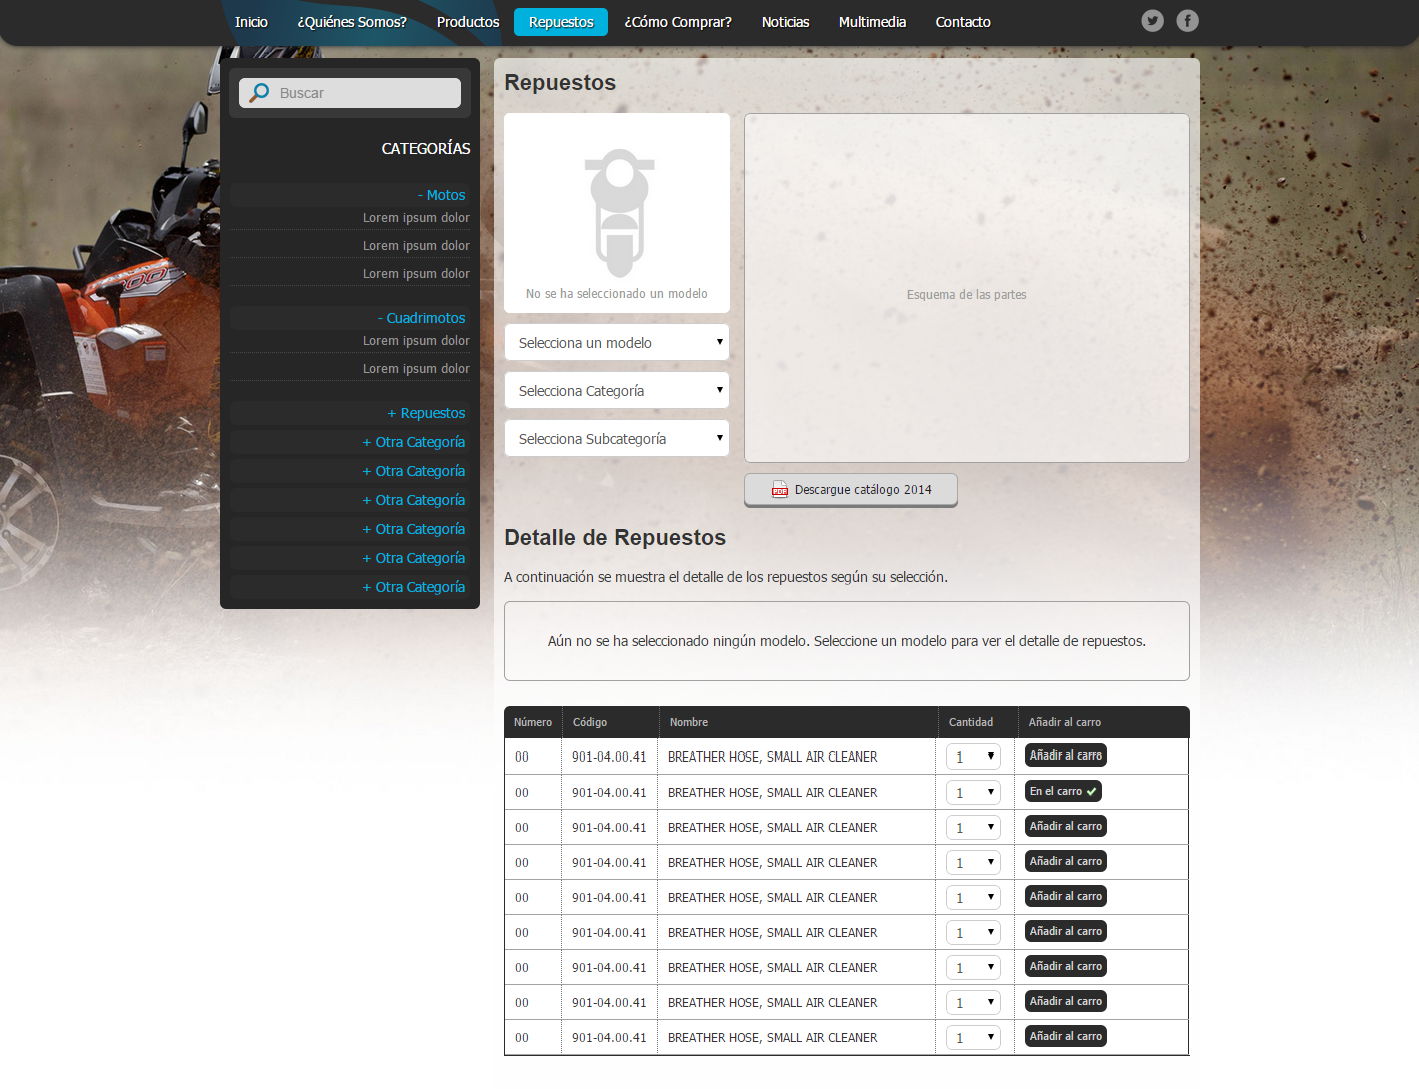 Inicio ¿Quiénes Somos? Productos Repuestos ¿Cómo Comprar? Noticias Multimedia Contacto
Buscar
CATEGORÍAS
- Motos
Lorem ipsum dolor
Lorem ipsum dolor
Lorem ipsum dolor
- Cuadrimotos
Lorem ipsum dolor
Lorem ipsum dolor
+ Repuestos
+ Otra Categoría
+ Otra Categoría
+ Otra Categoría
+ Otra Categoría
+ Otra Categoría
+ Otra Categoría
Repuestos
No se ha seleccionado un modelo
Selecciona un modelo
Selecciona Categoría
Selecciona Subcategoría
Esquema de las partes
PDF Descargue catálogo 2014
Detalle de Repuestos
A continuación se muestra el detalle de los repuestos según su selección.
Aún no se ha seleccionado ningún modelo. Seleccione un modelo para ver el detalle de repuestos.
Número Código Nombre Cantidad Añadir al carro
00 901-04.00.41 BREATHER HOSE, SMALL AIR CLEANER 1 Añadir al carro
00 901-04.00.41 BREATHER HOSE, SMALL AIR CLEANER 1 En el carro
00 901-04.00.41 BREATHER HOSE, SMALL AIR CLEANER 1 Añadir al carro
00 901-04.00.41 BREATHER HOSE, SMALL AIR CLEANER 1 Añadir al carro
00 901-04.00.41 BREATHER HOSE, SMALL AIR CLEANER 1 Añadir al carro
00 901-04.00.41 BREATHER HOSE, SMALL AIR CLEANER 1 Añadir al carro
00 901-04.00.41 BREATHER HOSE, SMALL AIR CLEANER 1 Añadir al carro
00 901-04.00.41 BREATHER HOSE, SMALL AIR CLEANER 1 Añadir al carro
00 901-04.00.41 BREATHER HOSE, SMALL AIR CLEANER 1 Añadir al carro